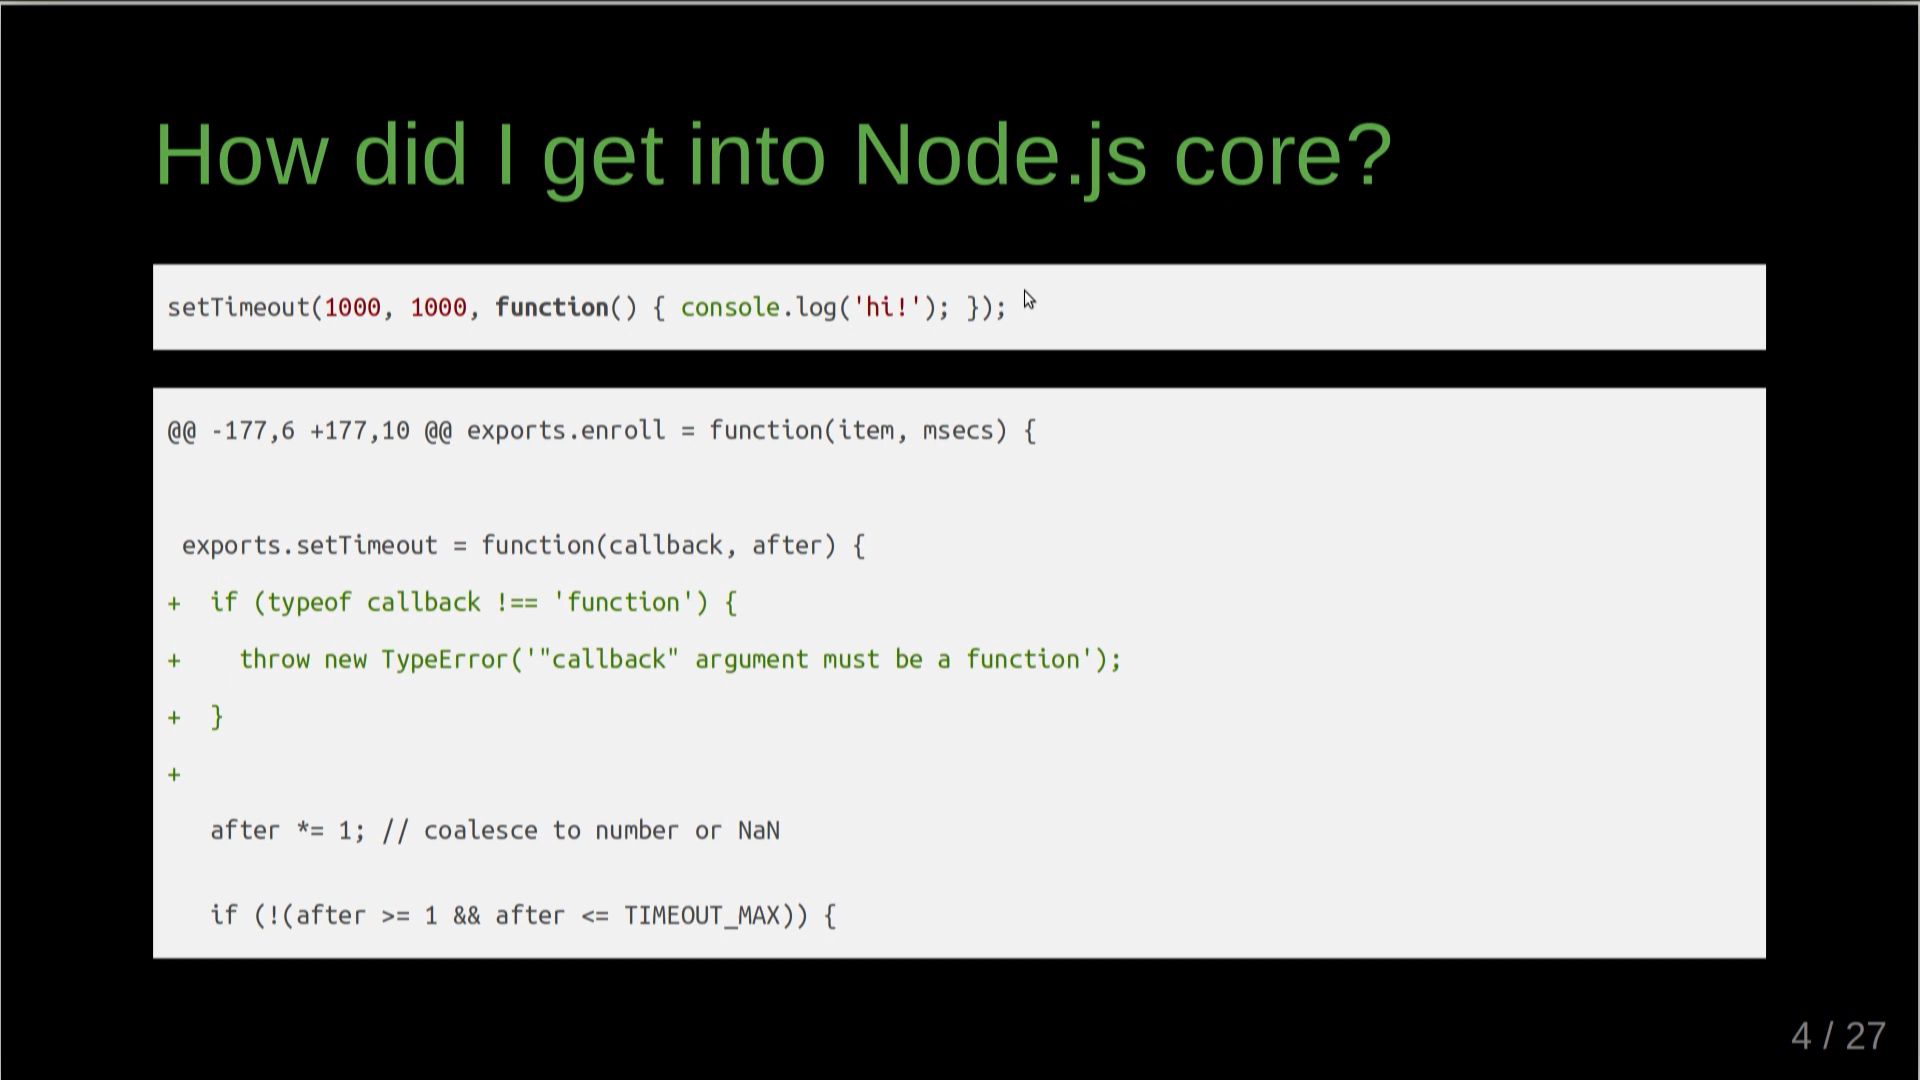 How did I get into Node.js core?
setTimeout(1000, 1000, function() { console.log('hi!'); });
@@ -177,6 +177,10 @@ exports.enroll = function(item, msecs) {
 exports.setTimeout = function(callback, after) {
+  if (typeof callback !== 'function') {
+    throw new TypeError('"callback" argument must be a function');
+  }
+
   after *= 1; // coalesce to number or NaN
   if (!(after >= 1 && after <= TIMEOUT_MAX)) {
4 / 27